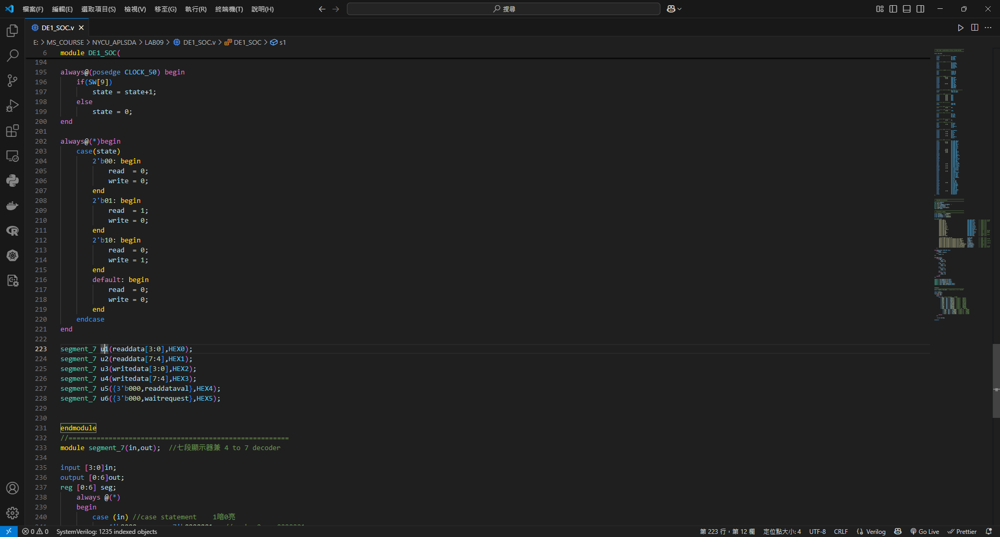 檔案(F) 編輯(E) 選取項目(S) 檢視(V) 移至(G) 執行(R) 終端機(T) 說明(H) 搜尋
DE1_SOC.v
E: > MS_COURSE > NYCU_APLSDA > LAB09 > DE1_SOC.v > DE1_SOC > s1
6 module DE1_SOC(
194
195 always@(posedge CLOCK_50) begin
196 if(SW[9])
197 state = state+1;
198 else
199 state = 0;
200 end
201
202 always@(*)begin
203 case(state)
204 2'b00: begin
205 read  = 0;
206 write = 0;
207 end
208 2'b01: begin
209 read  = 1;
210 write = 0;
211 end
212 2'b10: begin
213 read  = 0;
214 write = 1;
215 end
216 default: begin
217 read  = 0;
218 write = 0;
219 end
220 endcase
221 end
222
223 segment_7 u1(readdata[3:0],HEX0);
224 segment_7 u2(readdata[7:4],HEX1);
225 segment_7 u3(writedata[3:0],HEX2);
226 segment_7 u4(writedata[7:4],HEX3);
227 segment_7 u5({3'b000,readdataval},HEX4);
228 segment_7 u6({3'b000,waitrequest},HEX5);
229
230
231 endmodule
232 //=======================================================
233 module segment_7(in,out);  //七段顯示器兼 4 to 7 decoder
234
235 input [3:0]in;
236 output [0:6]out;
237 reg [0:6] seg;
238 always @(*)
239 begin
240 case (in) //case statement    1暗0亮
0 0 SystemVerilog: 1235 indexed objects 第 223 行，第 12 欄 定位點大小: 4 UTF-8 CRLF Verilog Go Live Prettier